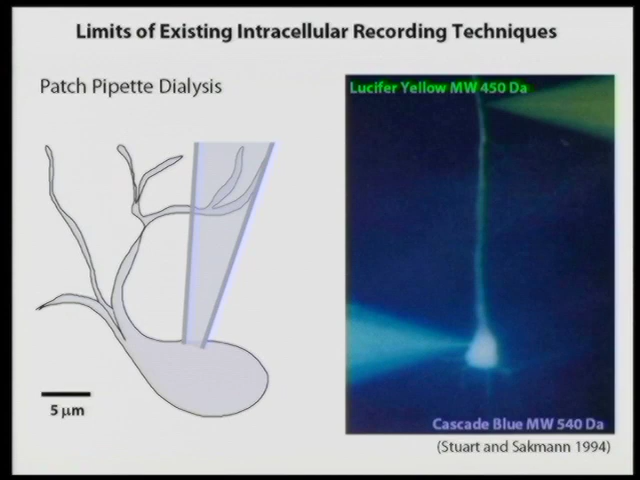 Limits of Existing Intracellular Recording Techniques
Patch Pipette Dialysis
Lucifer Yellow MW 450 Da
5 μm
Cascade Blue MW 540 Da
(Stuart and Sakmann 1994)